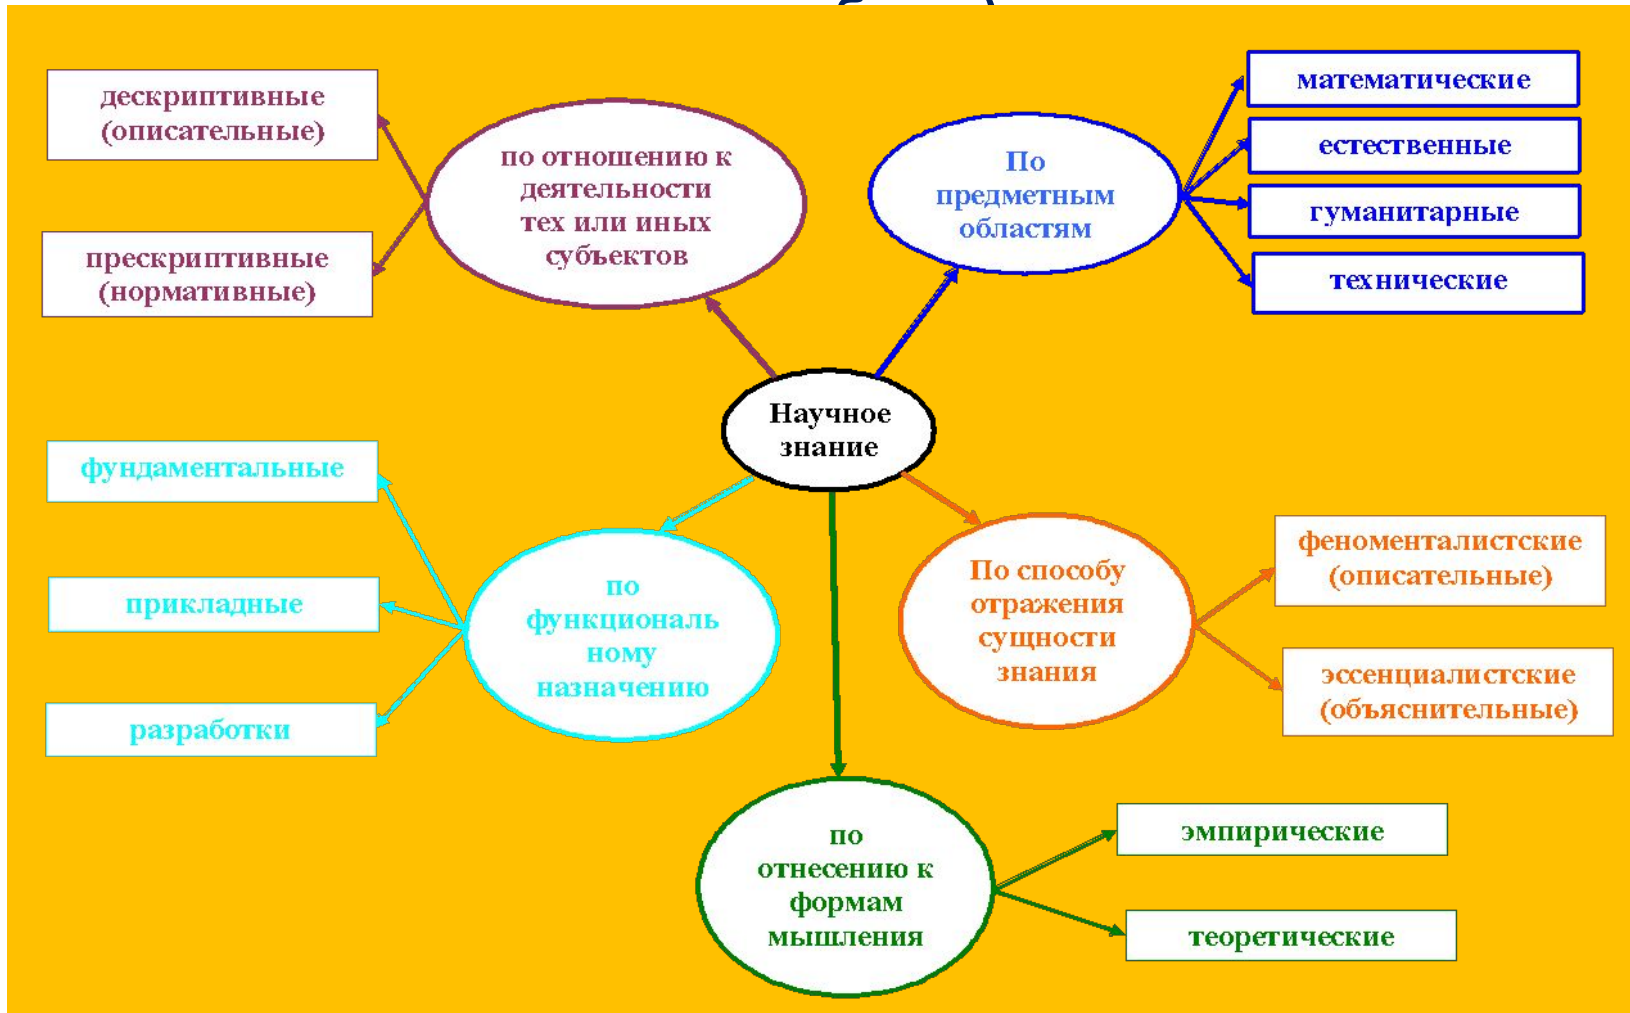 дескриптивные
(описательные)
прескриптивные
(нормативные)
по отношению к
деятельности
тех или иных
субъектов
По
предметным
областям
математические
естественные
гуманитарные
технические
Научное
знание
фундаментальные
прикладные
разработки
по
функциональ
ному
назначению
По способу
отражения
сущности
знания
феноменталистские
(описательные)
эссенциалистские
(объяснительные)
по
отнесению к
формам
мышления
эмпирические
теоретические